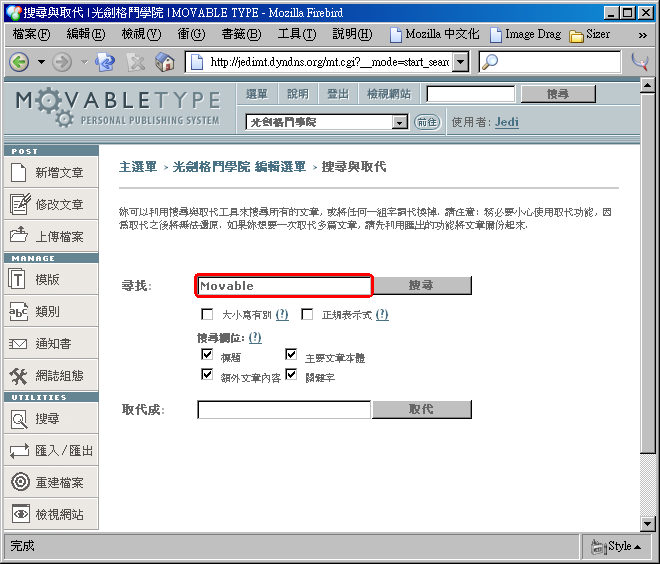 搜尋與取代 | 光劍格鬥學院 | MOVABLE TYPE - Mozilla Firebird
檔案(F) 編輯(E) 檢視(V) 衝(G) 書籤(B) 工具(T) 說明(H) Mozilla 中文化 Image Drag Sizer »
http://jedimt.dyndns.org/mt.cgi?__mode=start_sear
MOVABLETYPE
PERSONAL PUBLISHING SYSTEM
選單 說明 登出 檢視網站 搜尋
光劍格鬥學院 前往 使用者: Jedi
POST
新增文章
修改文章
上傳檔案
MANAGE
模版
類別
通知書
網誌組態
UTILITIES
搜尋
匯入/匯出
重建檔案
檢視網站
主選單 > 光劍格鬥學院 編輯選單 > 搜尋與取代
妳可以利用搜尋與取代工具來搜尋所有的文章, 或將任何一組字詞代換掉. 請注意: 務必要小心使用取代功能, 因
為取代之後將無法還原. 如果妳想要一次取代多篇文章, 請先利用匯出的功能將文章備份起來.
尋找: Movable 搜尋
大小寫有別 (?) 正規表示式 (?)
搜尋欄位: (?)
標題 主要文章本體
額外文章內容 關鍵字
取代成: 取代
完成 Style